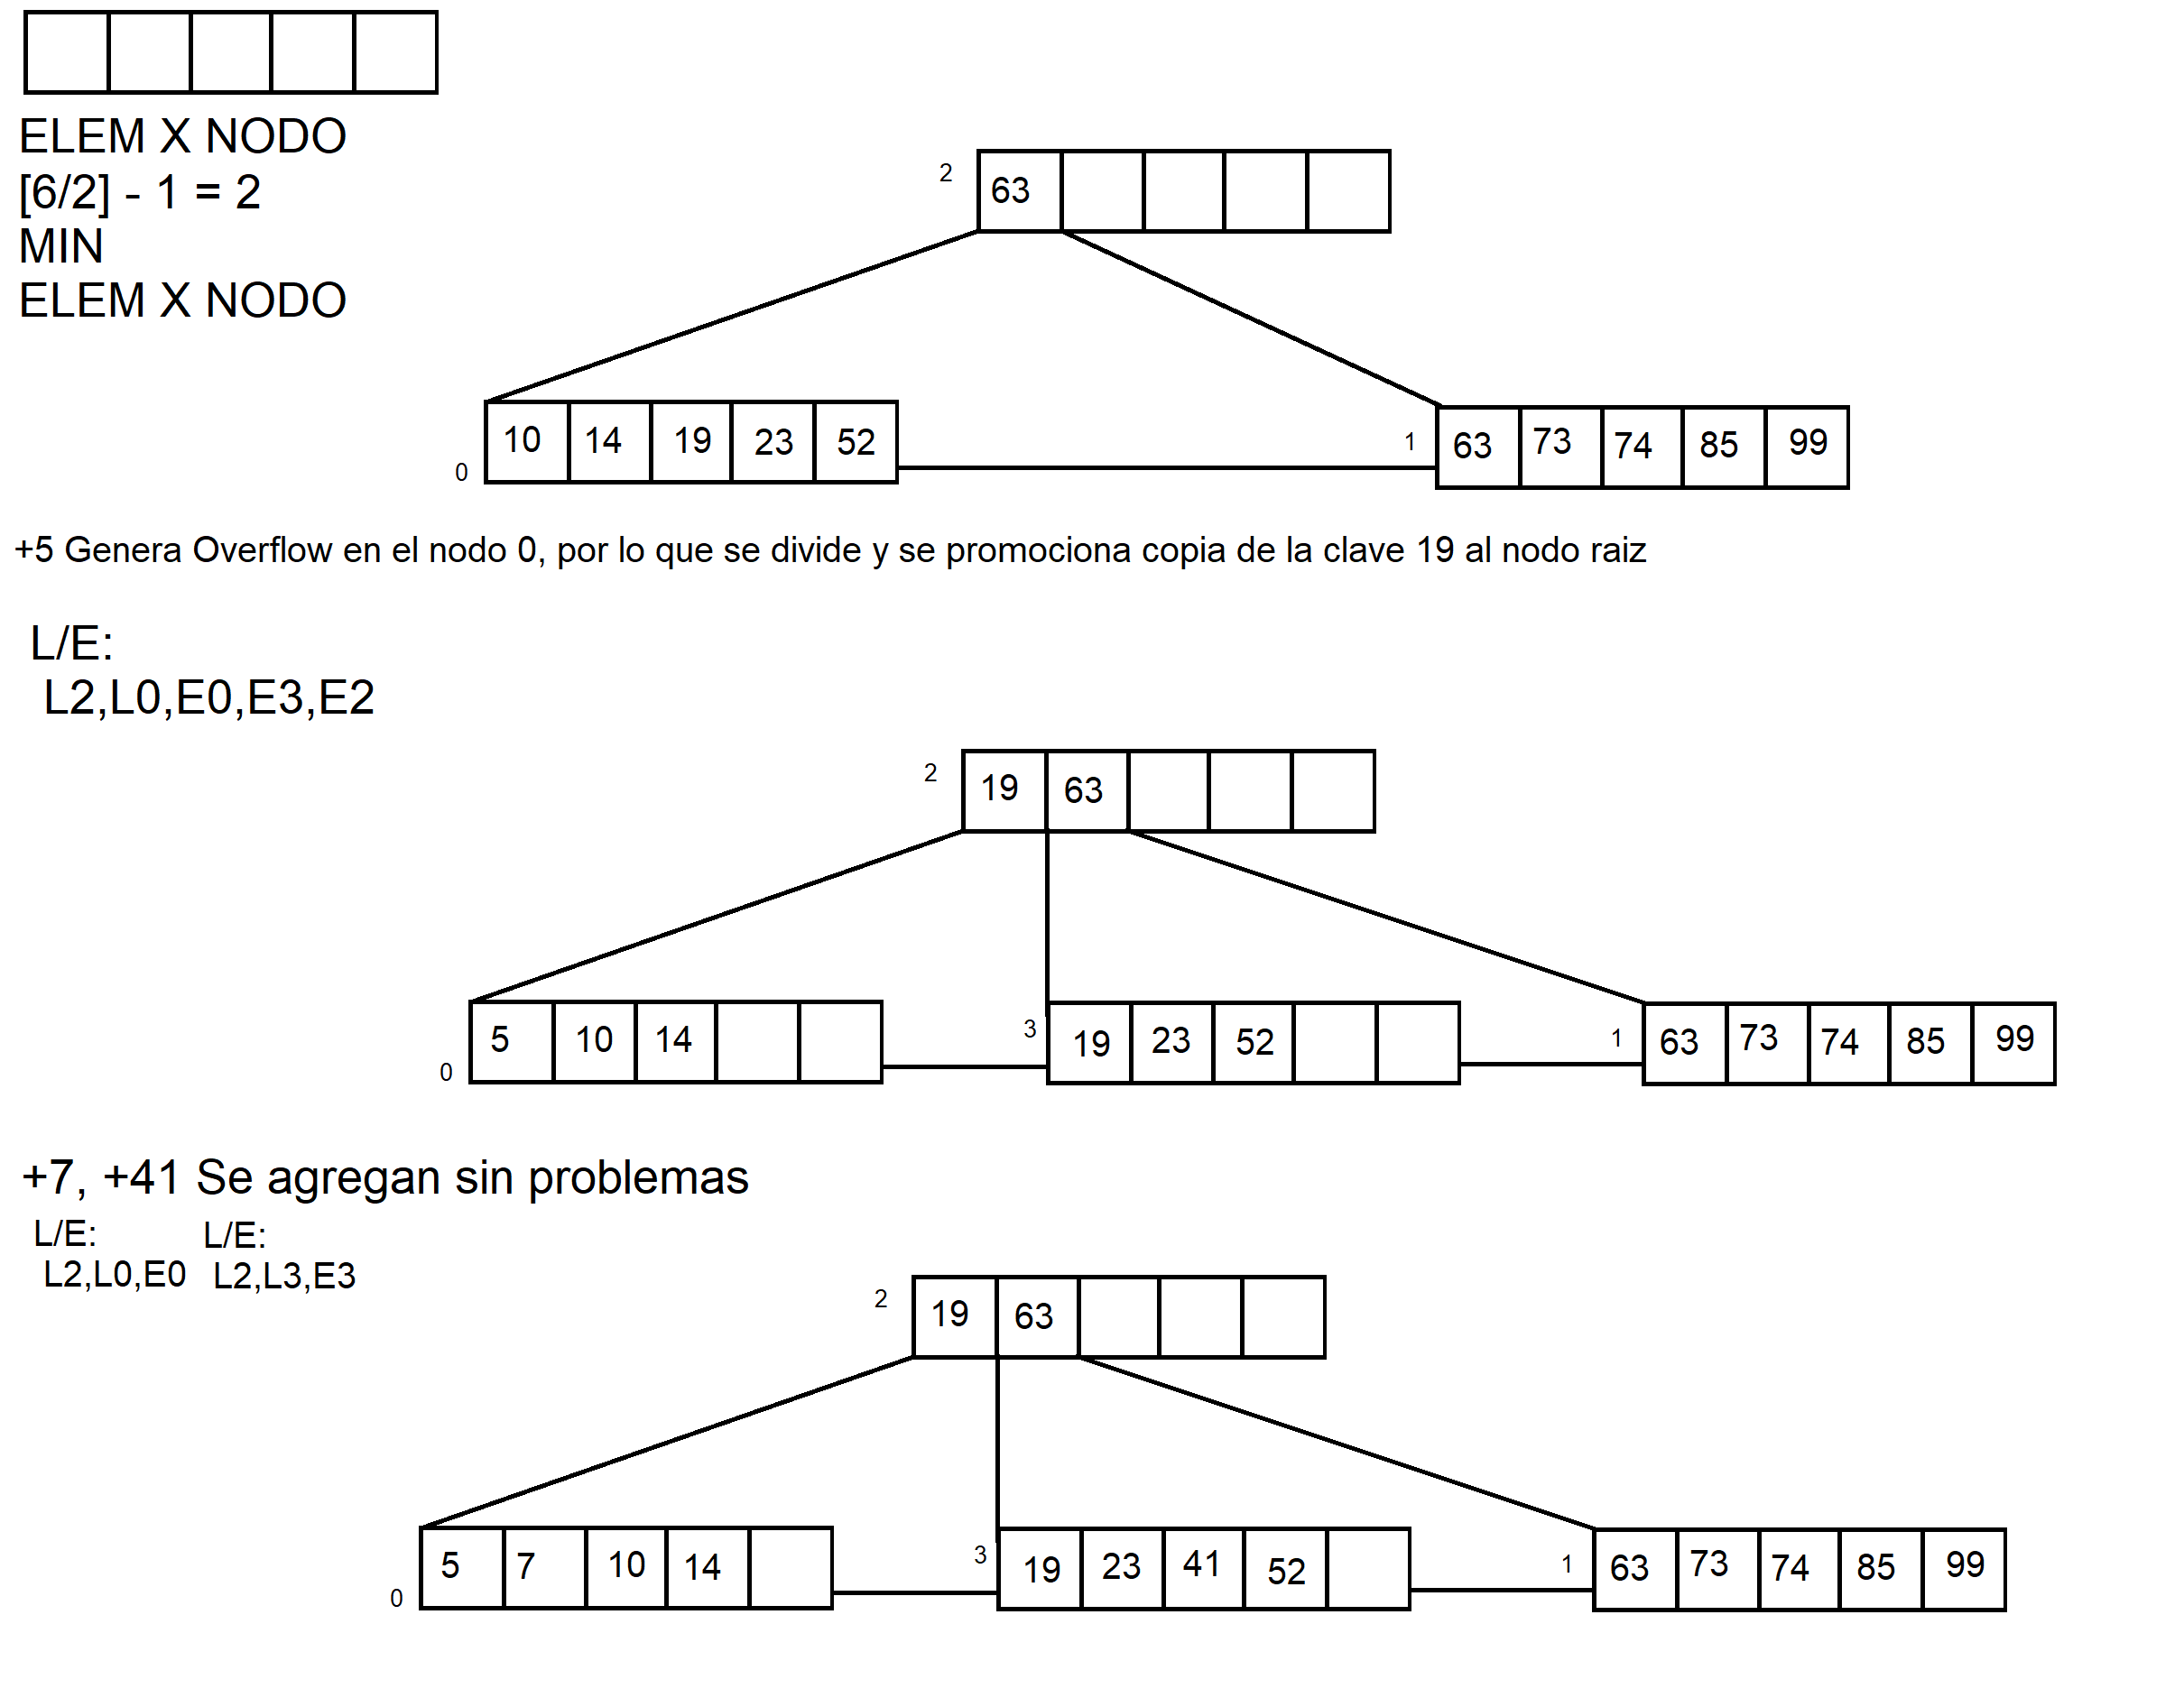 ELEM X NODO
[6/2] - 1 = 2
MIN
ELEM X NODO
2
63
10 14 19 23 52
0
1
63 73 74 85 99
+5 Genera Overflow en el nodo 0, por lo que se divide y se promociona copia de la clave 19 al nodo raiz
L/E:
L2,L0,E0,E3,E2
2
19 63
0
5 10 14
3
19 23 52
1
63 73 74 85 99
+7, +41 Se agregan sin problemas
L/E:
L2,L0,E0
L/E:
L2,L3,E3
2
19 63
0
5 7 10 14
3
19 23 41 52
1
63 73 74 85 99